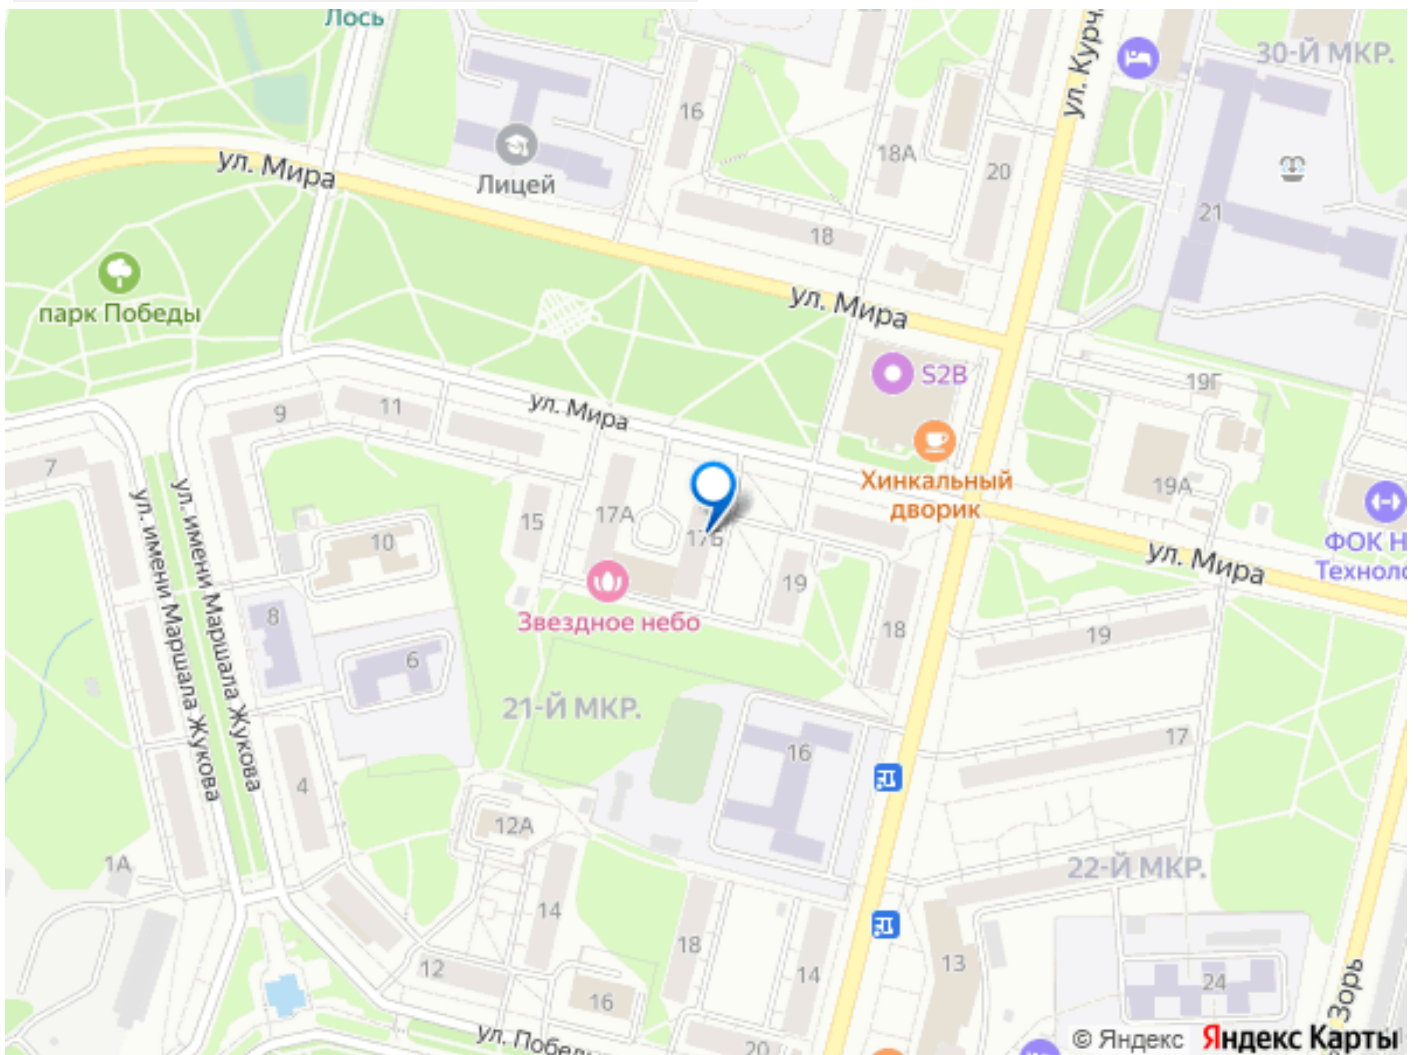 Лось
ул. Курч
30-Й МКР.
16
18А
20
ул. Мира
Лицей
21
18
парк Победы
ул. Мира
S2B
19Г
9
11
ул. Мира
7
Хинкальный
дворик
19А
15
17А
17Б
10
ул. имени Маршала Жукова
ул. имени Маршала Жукова
ул. Мира
ФОК Н
Техноло
19
8
Звездное небо
18
19
6
21-Й МКР.
16
17
4
12А
1А
22-Й МКР.
14
18
12
16
14
13
24
Зорь
ул. Победы
20
© Яндекс Яндекс Карты